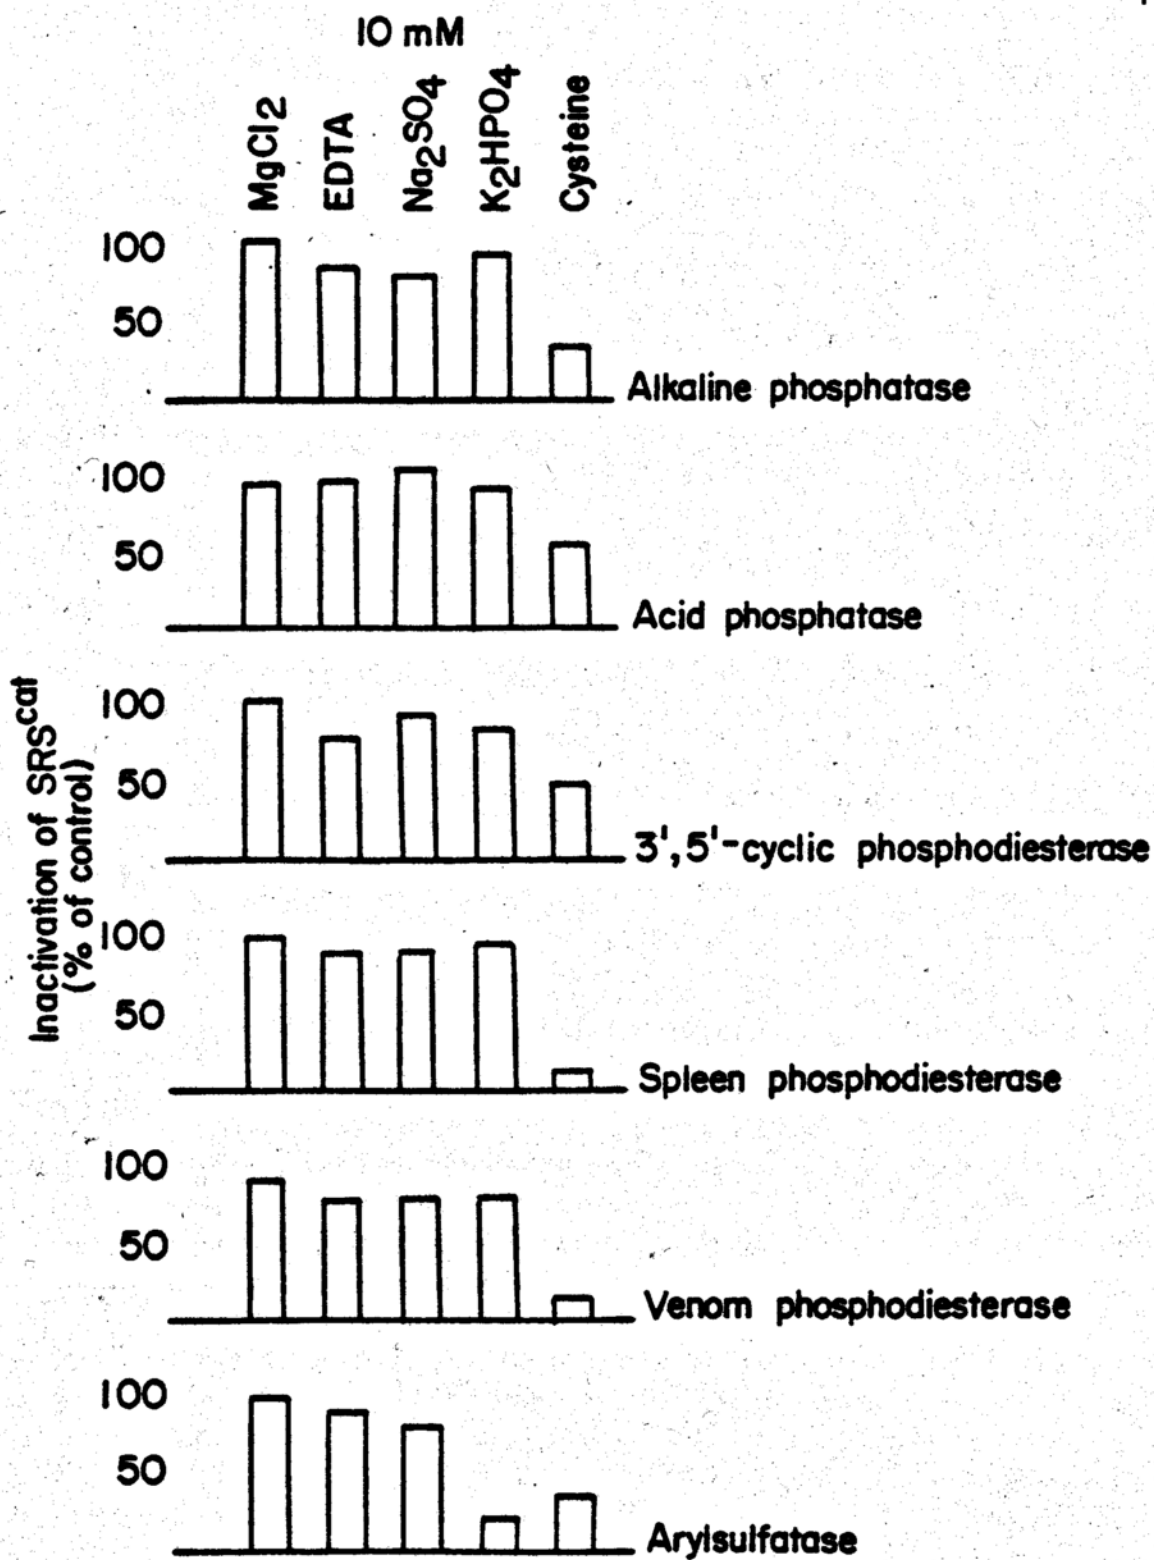 10 mM
MgCl₂
EDTA
Na₂SO₄
K₂HPO₄
Cysteine
100
50
Alkaline phosphatase
100
50
Acid phosphatase
Inactivation of SRSᶜᵃᵗ
(% of control)
100
50
3',5'-cyclic phosphodiesterase
100
50
Spleen phosphodiesterase
100
50
Venom phosphodiesterase
100
50
Arylsulfatase